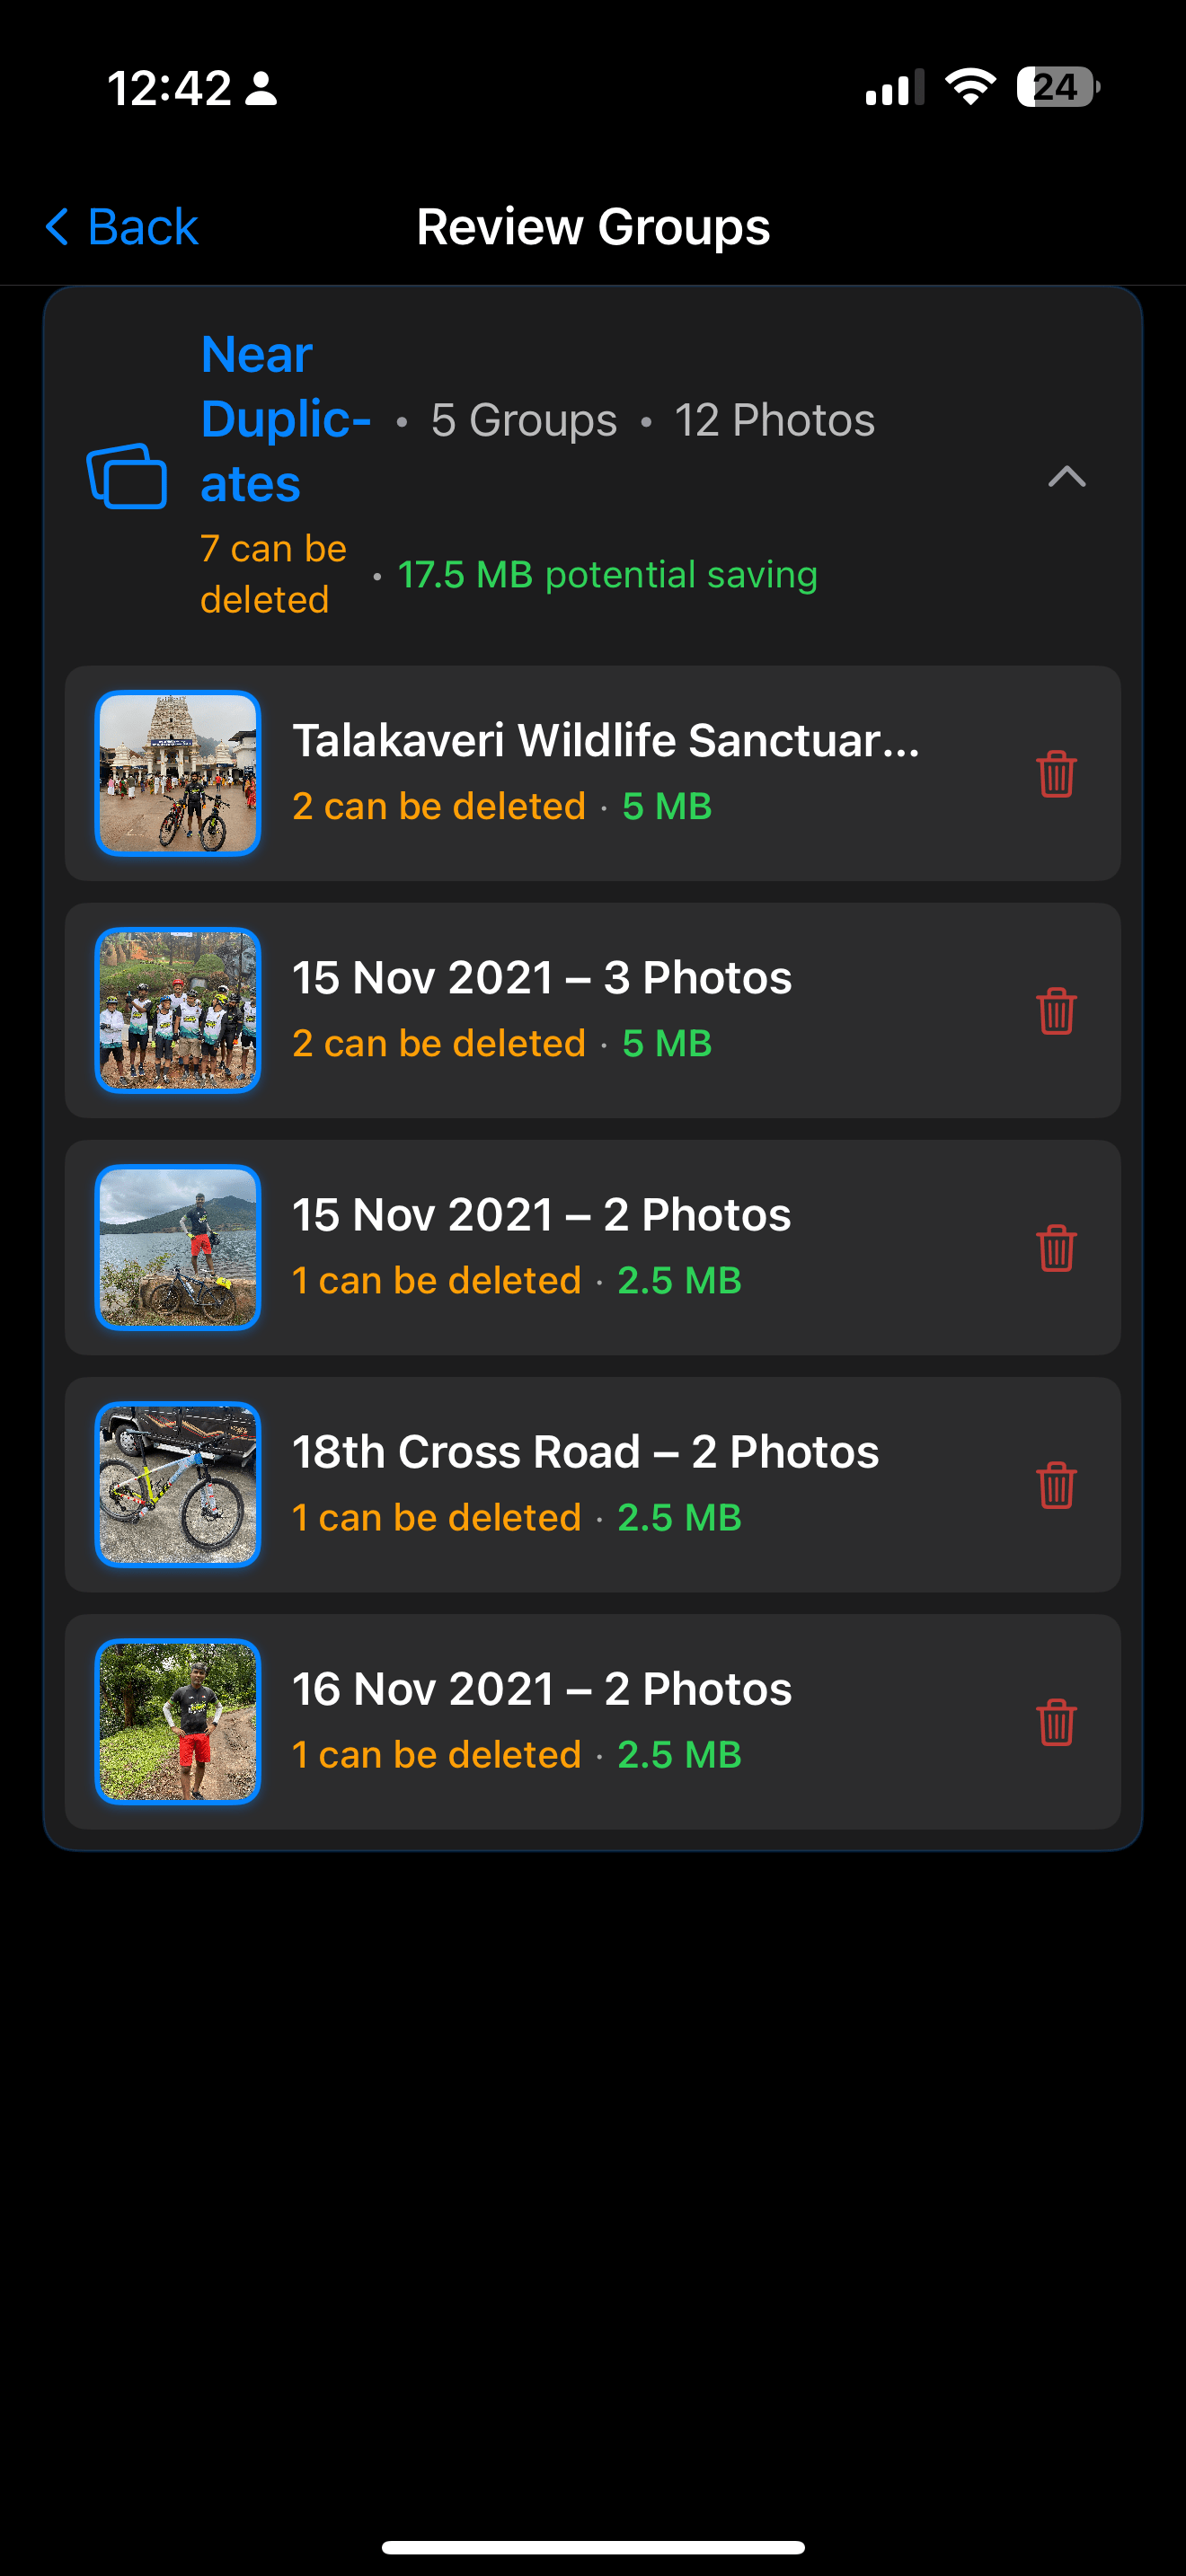 12:42
24
Back
Review Groups
Near
Duplic-
ates
• 5 Groups • 12 Photos
7 can be
deleted
· 17.5 MB potential saving
Talakaveri Wildlife Sanctuar...
2 can be deleted · 5 MB
15 Nov 2021 – 3 Photos
2 can be deleted · 5 MB
15 Nov 2021 – 2 Photos
1 can be deleted · 2.5 MB
18th Cross Road – 2 Photos
1 can be deleted · 2.5 MB
16 Nov 2021 – 2 Photos
1 can be deleted · 2.5 MB